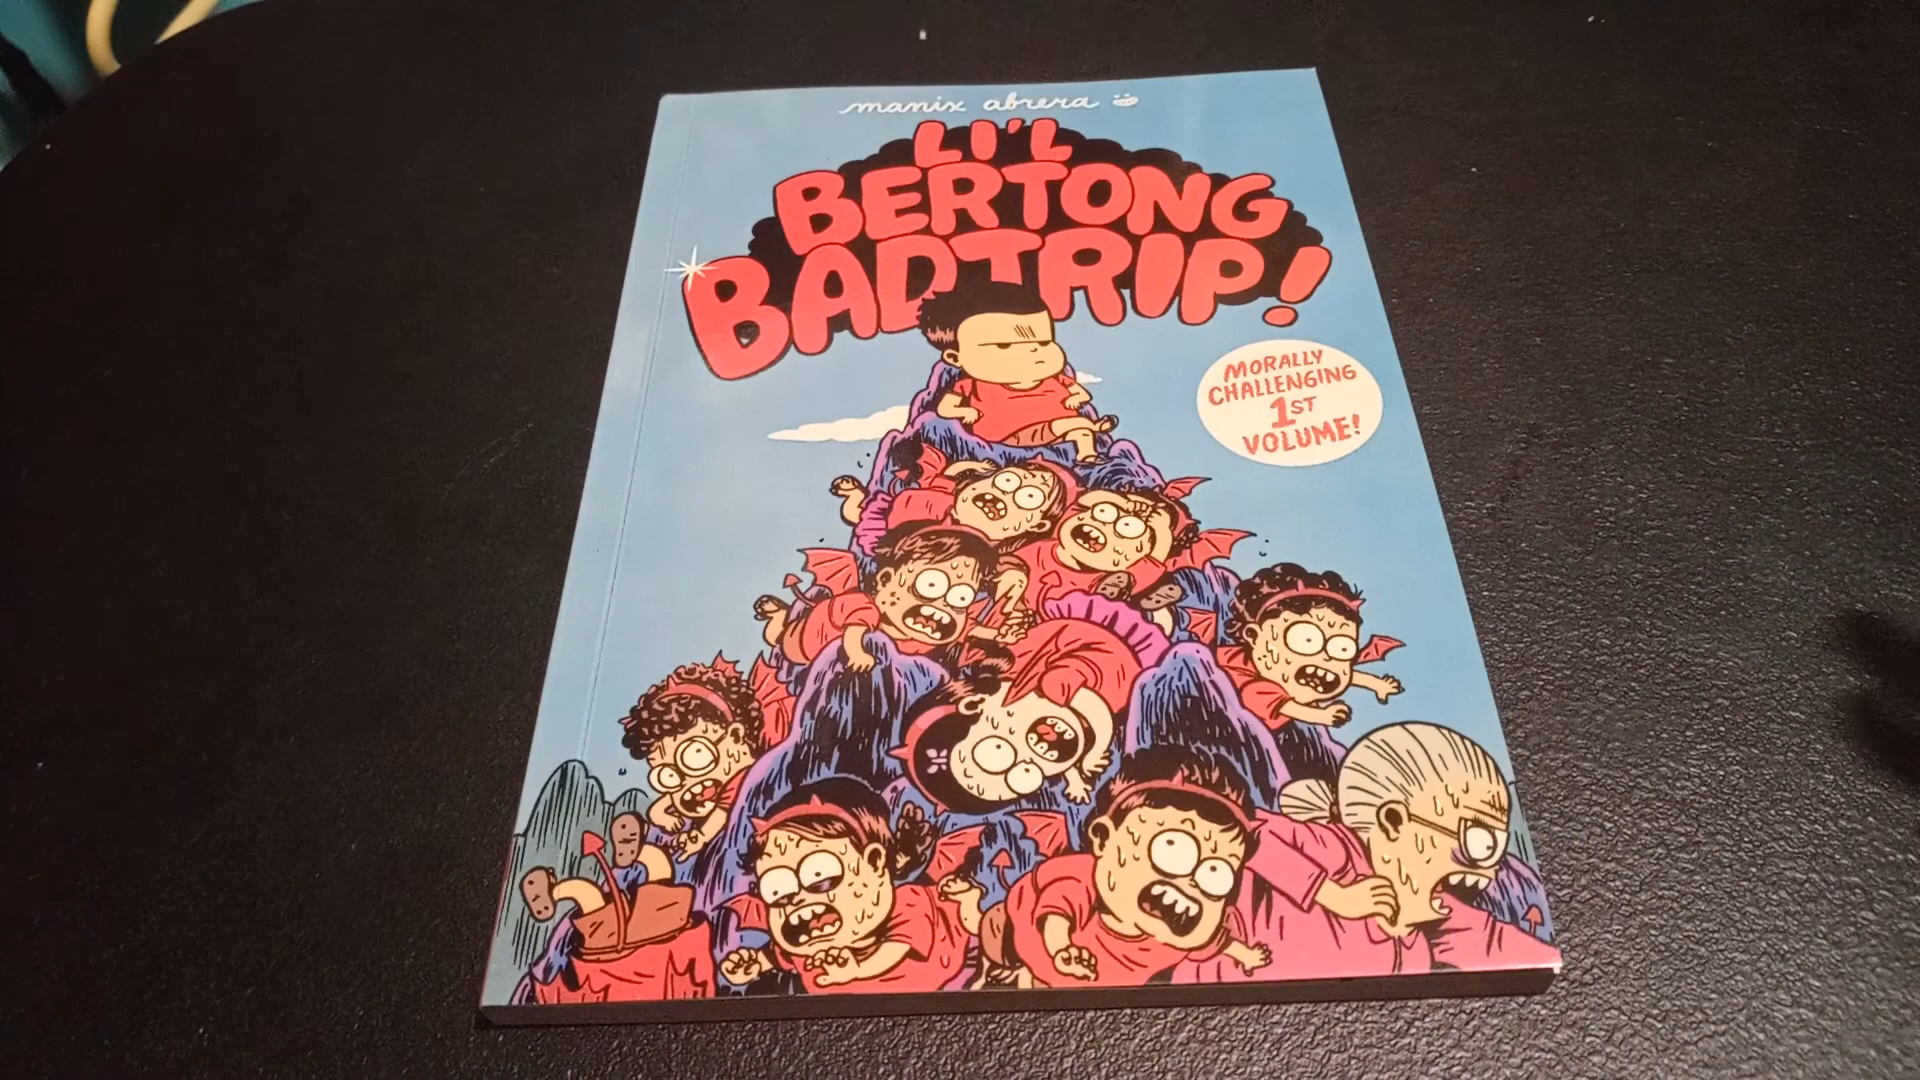 manix abrera
LI'L
BERTONG
BADTRIP!
MORALLY
CHALLENGING
1ST
VOLUME!